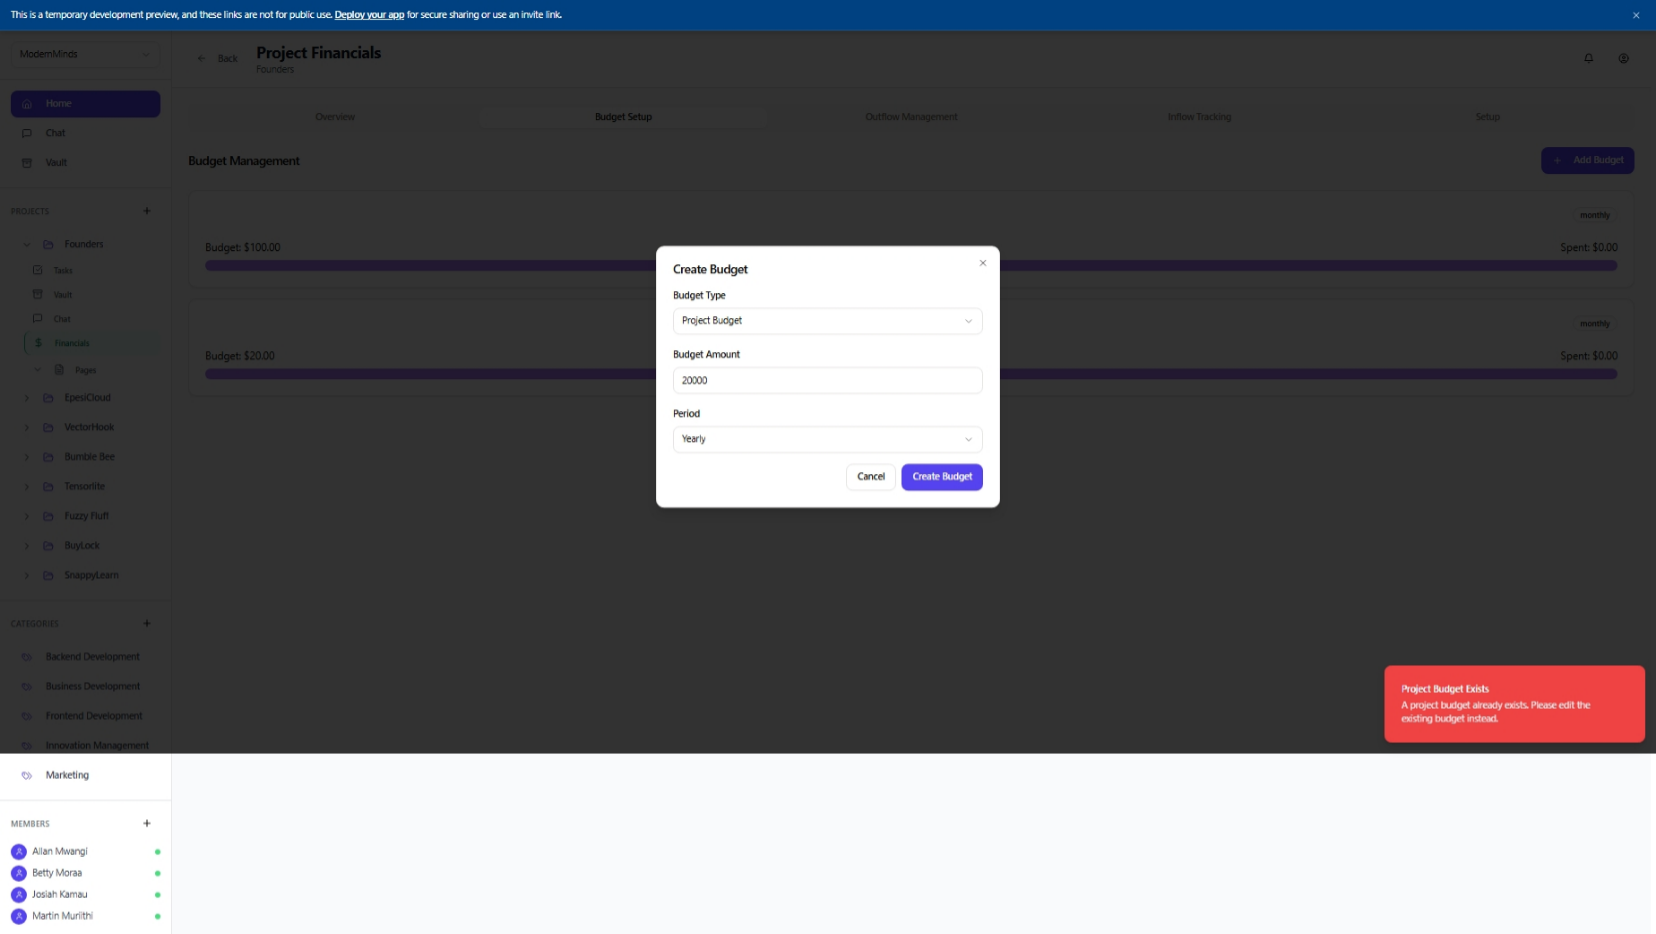 This is a temporary development preview, and these links are not for public use. Deploy your app for secure sharing or use an invite link.
ModernMinds
Back
Project Financials
Founders
Home
Chat
Vault
Overview
Budget Setup
Outflow Management
Inflow Tracking
Setup
Budget Management
Add Budget
PROJECTS
Founders
Tasks
Vault
Chat
Financials
Pages
EpesiCloud
VectorHook
Bumble Bee
Tensorlite
Fuzzy Fluff
BuyLock
SnappyLearn
monthly
Budget: $100.00
Spent: $0.00
monthly
Budget: $20.00
Spent: $0.00
Create Budget
Budget Type
Project Budget
Budget Amount
20000
Period
Yearly
Cancel
Create Budget
CATEGORIES
Backend Development
Business Development
Frontend Development
Innovation Management
Marketing
Project Budget Exists
A project budget already exists. Please edit the
existing budget instead.
MEMBERS
Allan Mwangi
Betty Moraa
Josiah Kamau
Martin Muriithi